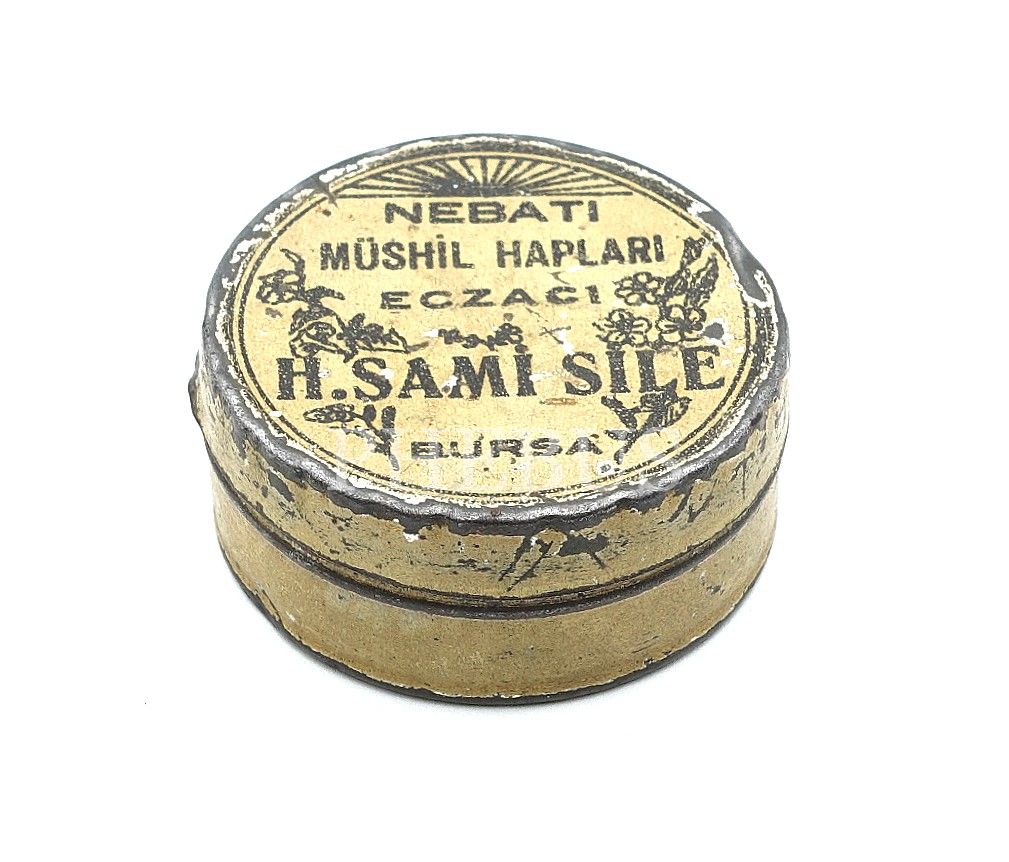 NEBATI
MÜSHİL HAPLARI
ECZACI
H.SAMİ SİLE
BURSA